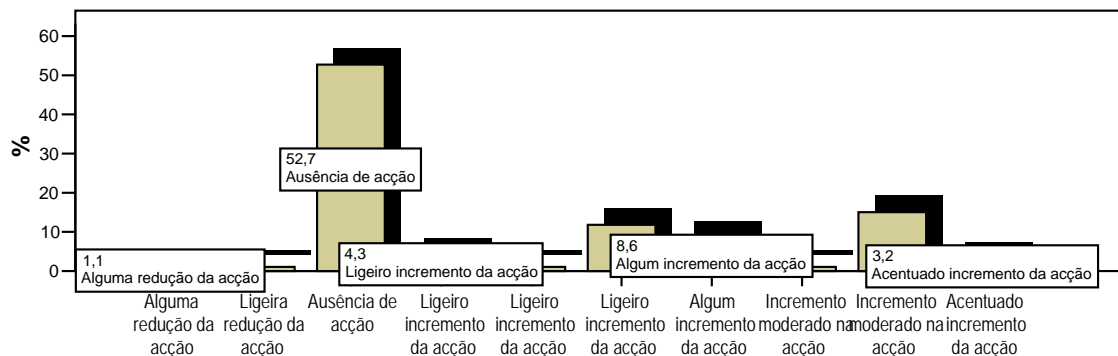 60
50
40
30
20
10
0
%
52,7
Ausência de acção
1,1
Alguma redução da acção
4,3
Ligeiro incremento da acção
8,6
Algum incremento da acção
3,2
Acentuado incremento da acção
Alguma
redução da
acção
Ligeira
redução da
acção
Ausência de
acção
Ligeiro
incremento
da acção
Ligeiro
incremento
da acção
Ligeiro
incremento
da acção
Algum
incremento
da acção
Incremento
moderado na
acção
Incremento
moderado na
acção
Acentuado
incremento
da acção